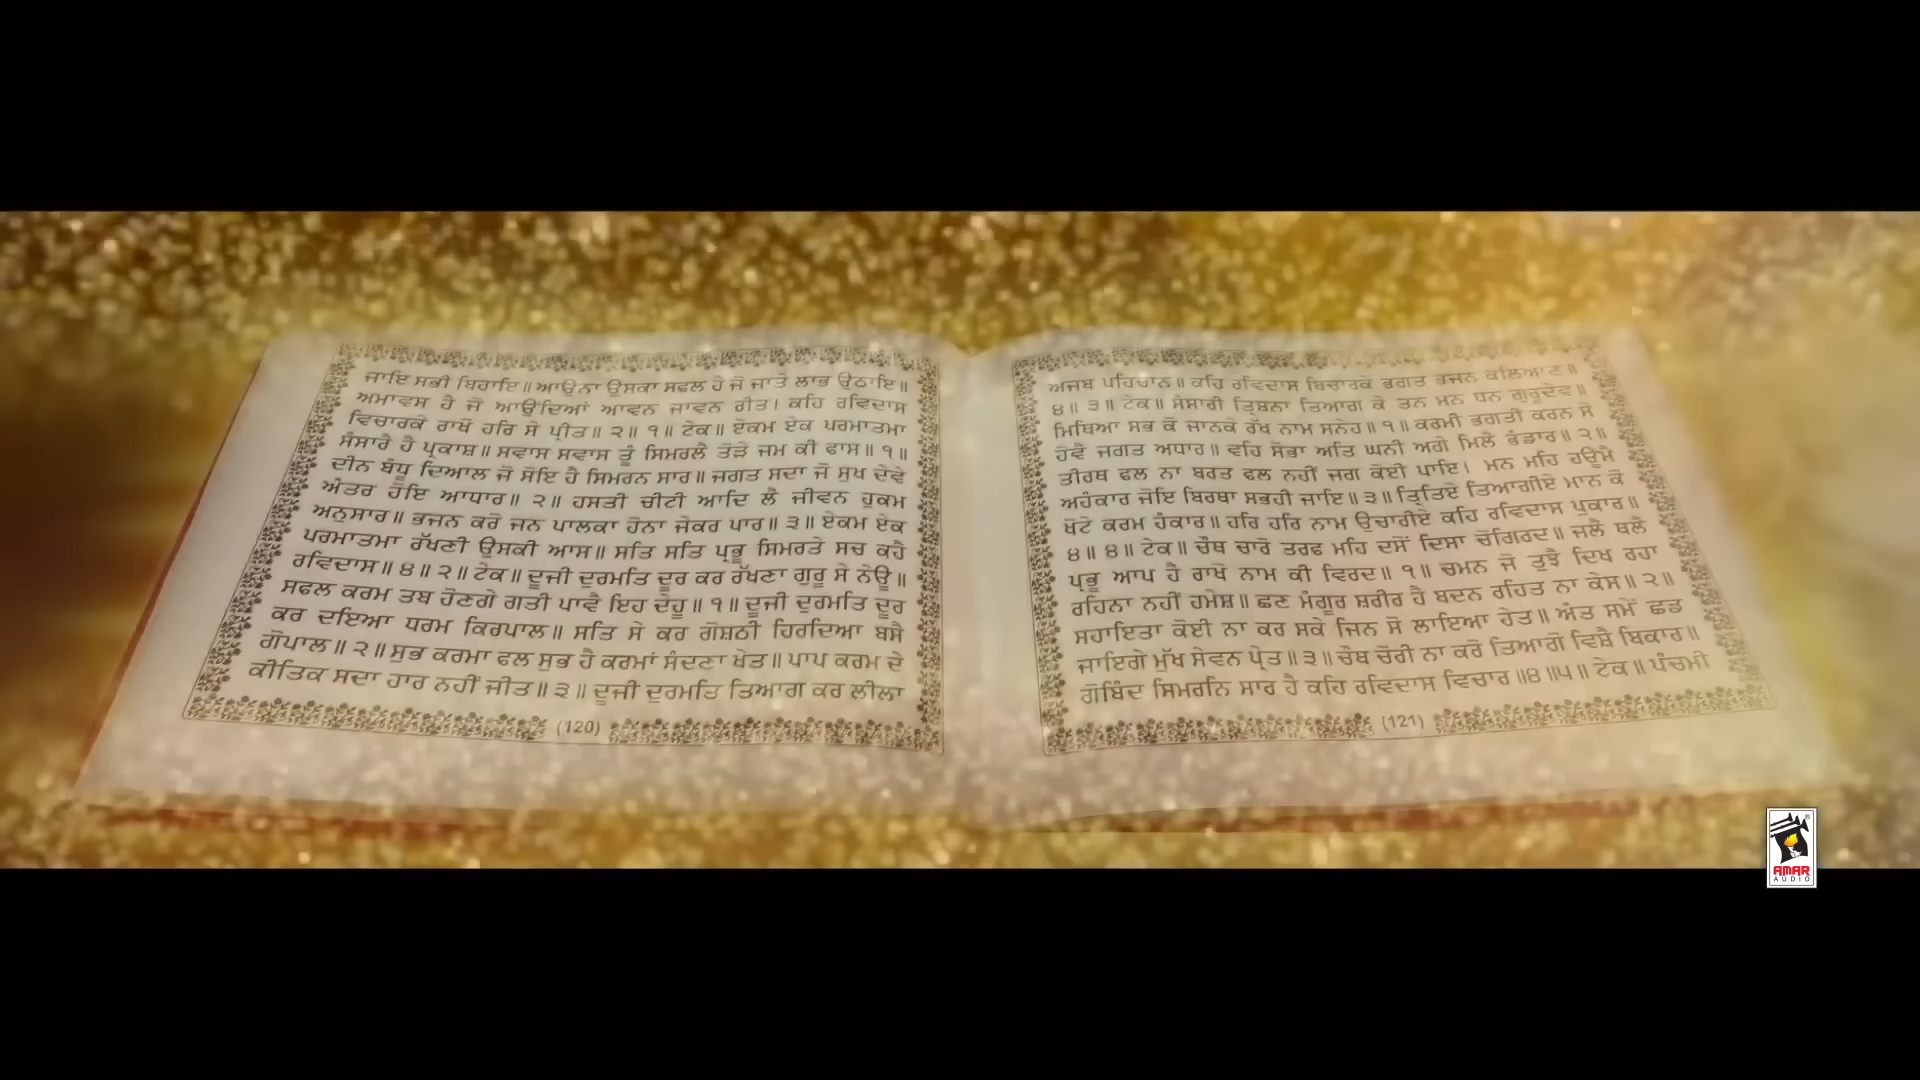 ਜਾਇ ਸਭੀ ਬਿਹਾਇ॥ ਆਉਨਾ ਉਸਕਾ ਸਫਲ ਹੈ ਜੋ ਜਾਤੇ ਲਾਭ ਉਠਾਇ॥
ਅਮਾਵਸ ਹੈ ਜੋ ਆਉਂਦਿਆਂ ਆਵਨ ਜਾਵਨ ਰੀਤ। ਕਹਿ ਰਵਿਦਾਸ
ਵਿਚਾਰਕੇ ਰਾਖੋ ਹਰਿ ਸੇ ਪ੍ਰੀਤ॥ ੨॥ ੧॥ ਟੇਕ॥ ਏਕਮ ਏਕ ਪਰਮਾਤਮਾ
ਸੰਸਾਰੈ ਹੈ ਪ੍ਰਕਾਸ਼॥ ਸਵਾਸ ਸਵਾਸ ਤੂੰ ਸਿਮਰਲੈ ਤੋੜੇ ਜਮ ਕੀ ਫਾਸ॥ ੧॥
ਦੀਨ ਬੰਧੂ ਦਿਆਲ ਜੋ ਸੋਇ ਹੈ ਸਿਮਰਨ ਸਾਰ॥ ਜਗਤ ਸਦਾ ਜੋ ਸੁਖ ਦੇਵੇ
ਅੰਤਰ ਹੋਇ ਆਧਾਰ॥ ੨॥ ਹਸਤੀ ਚੀਟੀ ਆਦਿ ਲੈ ਜੀਵਨ ਹੁਕਮ
ਅਨੁਸਾਰ॥ ਭਜਨ ਕਰੋ ਜਨ ਪਾਲਕਾ ਹੋਨਾ ਜੇਕਰ ਪਾਰ॥ ੩॥ ਏਕਮ ਏਕ
ਪਰਮਾਤਮਾ ਰੱਖਣੀ ਉਸਕੀ ਆਸ॥ ਸਤਿ ਸਤਿ ਪ੍ਰਭੂ ਸਿਮਰਤੇ ਸਚ ਕਹੈ
ਰਵਿਦਾਸ॥ ੪॥ ੨॥ ਟੇਕ॥ ਦੂਜੀ ਦੁਰਮਤਿ ਦੂਰ ਕਰ ਰੱਖਣਾ ਗੁਰੂ ਸੇ ਨੇਊ॥
ਸਫਲ ਕਰਮ ਤਬ ਹੋਣਗੇ ਗਤੀ ਪਾਵੈ ਇਹ ਦੇਹੂ॥ ੧॥ ਦੂਜੀ ਦੁਰਮਤਿ ਦੂਰ
ਕਰ ਦਇਆ ਧਰਮ ਕਿਰਪਾਲ॥ ਸਤਿ ਸੇ ਕਰ ਗੋਸ਼ਠੀ ਹਿਰਦਿਆ ਬਸੈ
ਗੋਪਾਲ॥ ੨॥ ਸੁਭ ਕਰਮਾ ਫਲ ਸੁਭ ਹੈ ਕਰਮਾਂ ਸੰਦਣਾ ਖੇਤ॥ ਪਾਪ ਕਰਮ ਦੇ
ਕੀਤਿਕ ਸਦਾ ਹਾਰ ਨਹੀਂ ਜੀਤ॥ ੩॥ ਦੂਜੀ ਦੁਰਮਤਿ ਤਿਆਗ ਕਰ ਲੀਲਾ
(120)
ਅਜਬ ਪਹਿਚਾਨ॥ ਕਹਿ ਰਵਿਦਾਸ ਬਿਚਾਰਕੇ ਭਗਤ ਭਜਨ ਕਲਿਆਣ॥
੪॥ ੩॥ ਟੇਕ॥ ਸੰਸਾਰੀ ਤ੍ਰਿਬਨਾ ਤਿਆਗ ਕੇ ਤਨ ਮਨ ਧਨ ਗੁਰੂਦੇਵ॥
ਮਿਥਿਆ ਸਭ ਕੋ ਜਾਨਕੇ ਰੱਖ ਨਾਮ ਸਨੇਹ॥ ੧॥ ਕਰਮੀ ਭਗਤੀ ਕਰਨ ਸੇ
ਹੋਵੈ ਜਗਤ ਅਧਾਰ॥ ਵਹਿ ਸੋਭਾ ਅਤਿ ਘਨੀ ਅਗੇ ਮਿਲੈ ਭੰਡਾਰ॥ ੨॥
ਤੀਰਥ ਫਲ ਨਾ ਬਰਤ ਫਲ ਨਹੀਂ ਜਗ ਕੋਈ ਪਾਇ। ਮਨ ਮਹਿ ਹਊਮੈ
ਅਹੰਕਾਰ ਜੋਇ ਬਿਰਥਾ ਸਭਹੀ ਜਾਇ॥ ੩॥ ਤ੍ਰਿਤਿਏ ਤਿਆਗੀਏ ਮਾਨ ਕੋ
ਖੋਟੇ ਕਰਮ ਹੰਕਾਰ॥ ਹਰਿ ਹਰਿ ਨਾਮ ਉਚਾਰੀਏ ਕਹਿ ਰਵਿਦਾਸ ਪੁਕਾਰ॥
੪॥ ੪॥ ਟੇਕ॥ ਚੌਥ ਚਾਰੋ ਤਰਫ ਮਹਿ ਦਸੋਂ ਦਿਸਾ ਚੋਗਿਰਦ॥ ਜਲੈ ਥਲੈ
ਪ੍ਰਭੂ ਆਪ ਹੈ ਰਾਖੋ ਨਾਮ ਕੀ ਵਿਰਦ॥ ੧॥ ਚਮਨ ਜੋ ਤੁਝੈ ਦਿਖ ਰਹਾ
ਰਹਿਨਾ ਨਹੀਂ ਹਮੇਸ਼॥ ਛਣ ਮੰਗੂਰ ਸ਼ਰੀਰ ਹੈ ਬਦਨ ਰਹਿਤ ਨਾ ਕੇਸ॥ ੨॥
ਸਹਾਇਤਾ ਕੋਈ ਨਾ ਕਰ ਸਕੇ ਜਿਨ ਸੋ ਲਾਇਆ ਹੇਤ॥ ਅੰਤ ਸਮੇਂ ਛਡ
ਜਾਇਗੇ ਮੁੱਖ ਸੇਵਨ ਪ੍ਰੇਤ॥ ੩॥ ਚੌਥ ਚੋਰੀ ਨਾ ਕਰੋ ਤਿਆਗੋ ਵਿਸ਼ੈ ਬਿਕਾਰ॥
ਗੋਬਿੰਦ ਸਿਮਰਨਿ ਸਾਰ ਹੈ ਕਹਿ ਰਵਿਦਾਸ ਵਿਚਾਰ ॥੪॥੫॥ ਟੇਕ॥ ਪੰਚਮੀ
(121)
AMAR
AUDIO